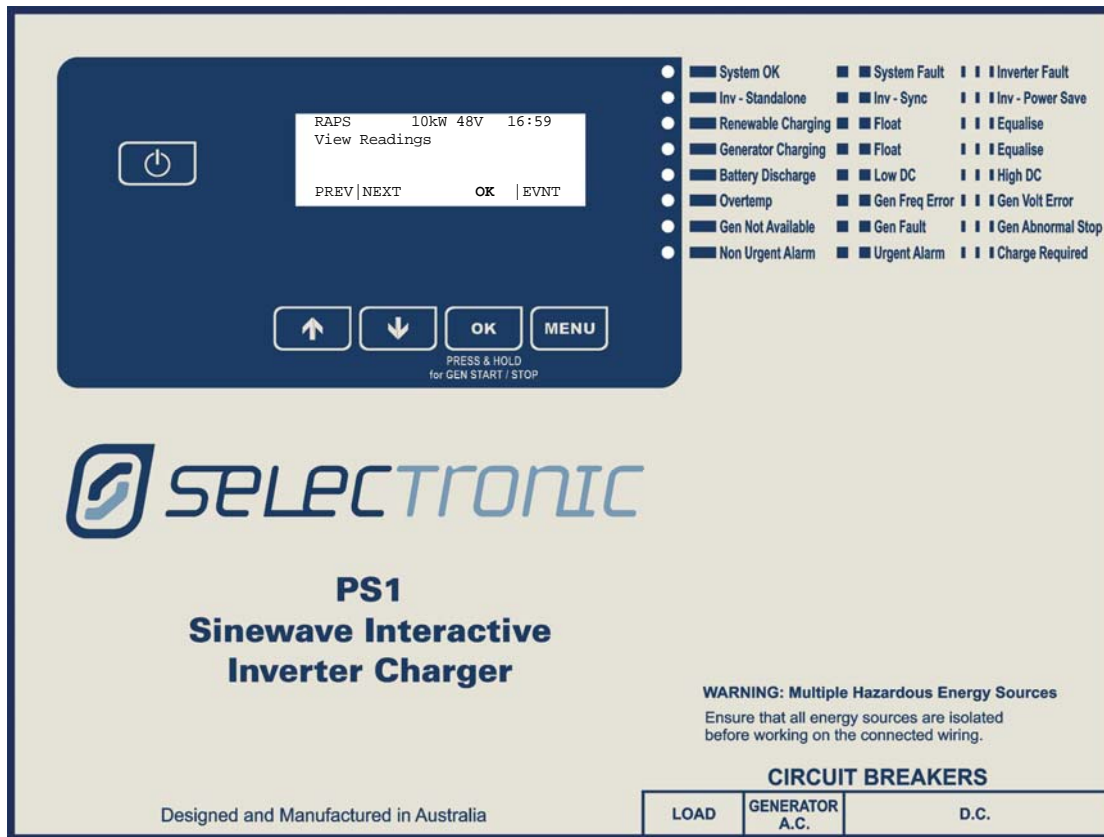 RAPS 10kW 48V 16:59
View Readings
PREV|NEXT OK |EVNT
OK
MENU
PRESS & HOLD
for GEN START / STOP
System OK System Fault Inverter Fault
Inv - Standalone Inv - Sync Inv - Power Save
Renewable Charging Float Equalise
Generator Charging Float Equalise
Battery Discharge Low DC High DC
Overtemp Gen Freq Error Gen Volt Error
Gen Not Available Gen Fault Gen Abnormal Stop
Non Urgent Alarm Urgent Alarm Charge Required
SELECTRONIC
PS1
Sinewave Interactive
Inverter Charger
WARNING: Multiple Hazardous Energy Sources
Ensure that all energy sources are isolated
before working on the connected wiring.
CIRCUIT BREAKERS
LOAD
GENERATOR
A.C.
D.C.
Designed and Manufactured in Australia